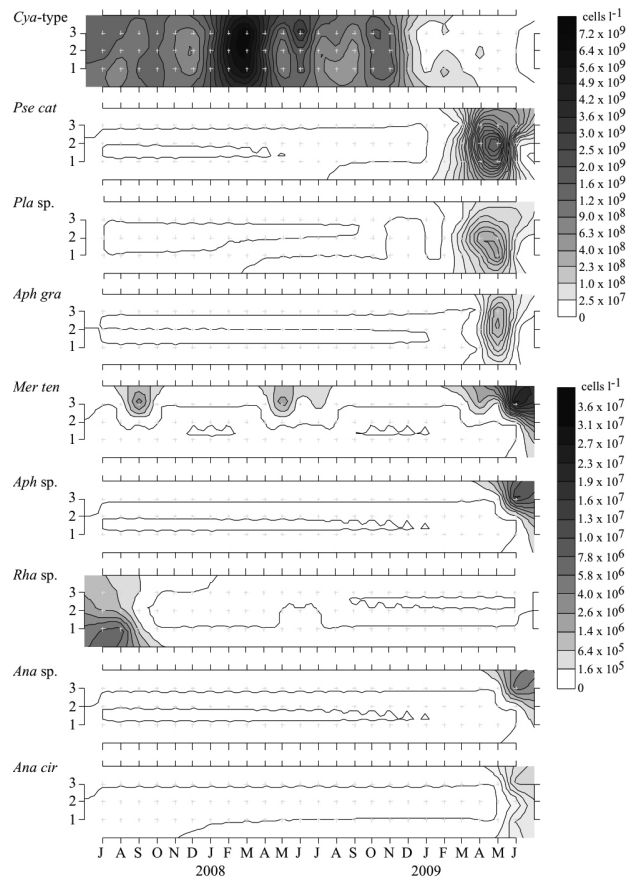 Cya-type
3
2
1
cells l⁻¹
7.2 x 10⁹
6.4 x 10⁹
5.6 x 10⁹
4.9 x 10⁹
4.2 x 10⁹
3.6 x 10⁹
3.0 x 10⁹
2.5 x 10⁹
2.0 x 10⁹
1.6 x 10⁹
1.2 x 10⁹
9.0 x 10⁸
6.3 x 10⁸
4.0 x 10⁸
2.3 x 10⁸
1.0 x 10⁸
2.5 x 10⁷
0
Pse cat
3
2
1
Pla sp.
3
2
1
Aph gra
3
2
1
Mer ten
3
2
1
cells l⁻¹
3.6 x 10⁷
3.1 x 10⁷
2.7 x 10⁷
2.3 x 10⁷
1.9 x 10⁷
1.6 x 10⁷
1.3 x 10⁷
1.0 x 10⁷
7.8 x 10⁶
5.8 x 10⁶
4.0 x 10⁶
2.6 x 10⁶
1.4 x 10⁶
6.4 x 10⁵
1.6 x 10⁵
0
Aph sp.
3
2
1
Rha sp.
3
2
1
Ana sp.
3
2
1
Ana cir
3
2
1
J A S O N D J F M A M J J A S O N D J F M A M J
2008 2009